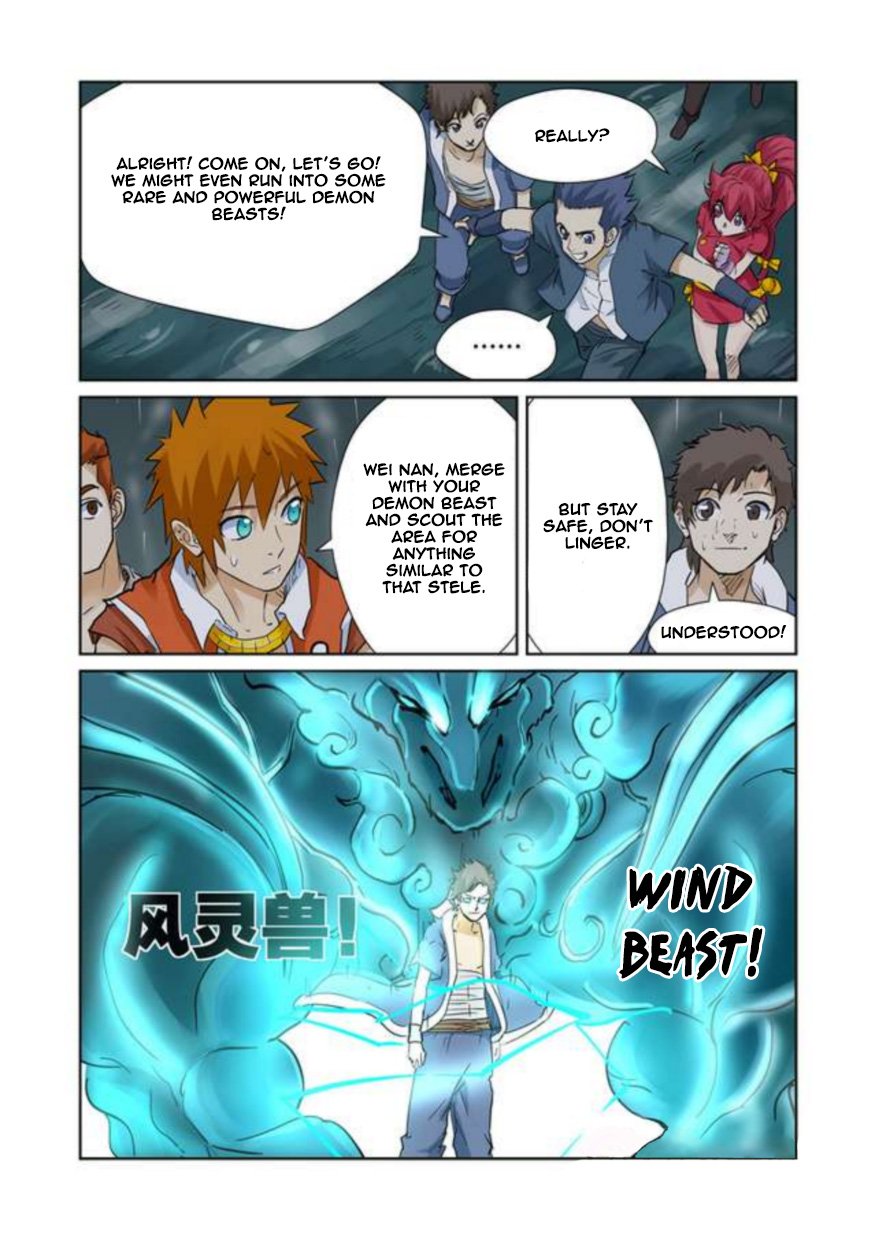 ALRIGHT! COME ON, LET'S GO!
WE MIGHT EVEN RUN INTO SOME
RARE AND POWERFUL DEMON
BEASTS!
REALLY?
......
WEI NAN, MERGE
WITH YOUR
DEMON BEAST
AND SCOUT THE
AREA FOR
ANYTHING
SIMILAR TO
THAT STELE.
BUT STAY
SAFE, DON'T
LINGER.
UNDERSTOOD!
风灵兽!
WIND
BEAST!